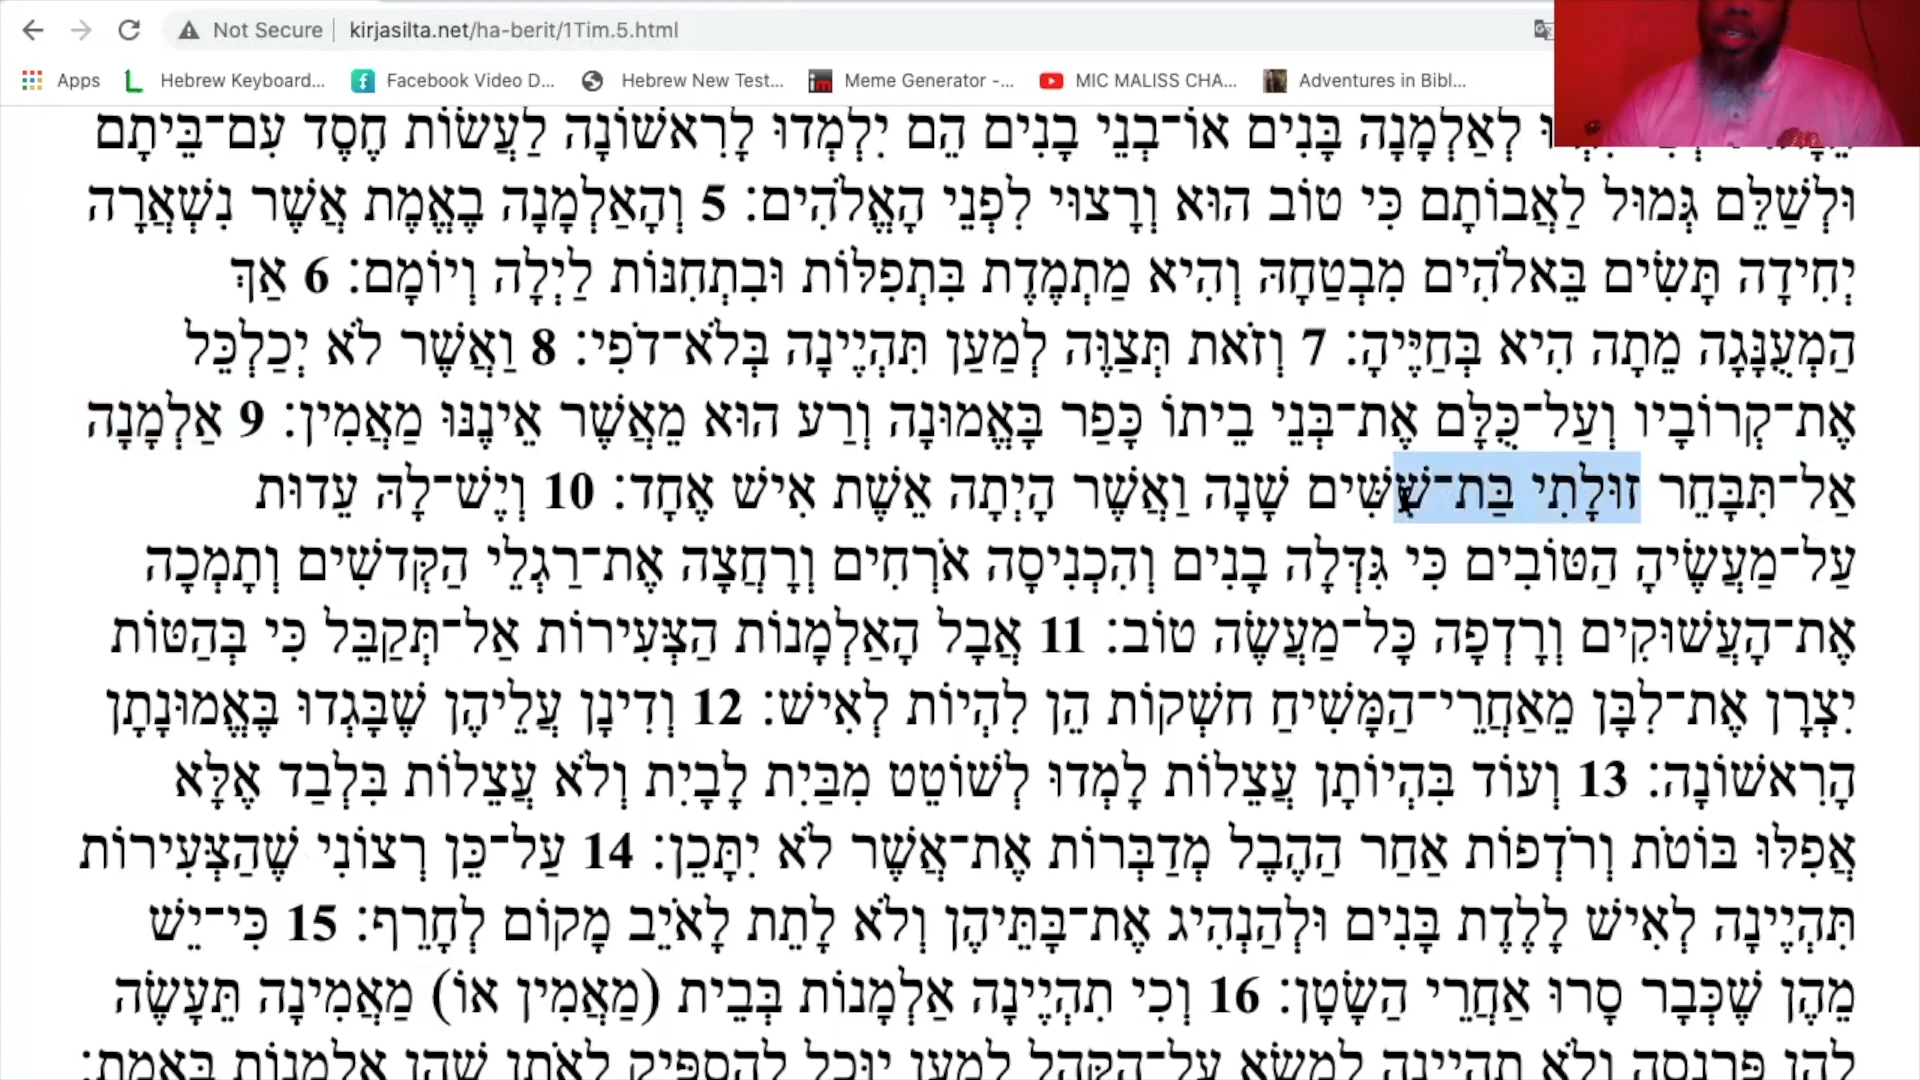 Not Secure
kirjasilta.net/ha-berit/1Tim.5.html
Apps
Hebrew Keyboard...
Facebook Video D...
Hebrew New Test...
Meme Generator -...
MIC MALISS CHA...
Adventures in Bibl...
לְאַלְמָנָה בָּנִים אוֹ־בְנֵי בָנִים הֵם יִלְמְדוּ לָרִאשׁוֹנָה לַעֲשׂוֹת חֶסֶד עִם־בֵּיתָם
וּלְשַׁלֵּם גְּמוּל לַאֲבוֹתָם כִּי טוֹב הוּא וְרָצוּי לִפְנֵי הָאֱלֹהִים׃ 5 וְהָאַלְמָנָה בֶאֱמֶת אֲשֶׁר נִשְׁאֲרָה
יְחִידָה תָּשִׂים בֵּאלֹהִים מִבְטַחָהּ וְהִיא מַתְמֶדֶת בִּתְפִלּוֹת וּבִתְחִנּוֹת לַיְלָה וְיוֹמָם׃ 6 אַךְ
הַמְעֻנָּגָה מֵתָה הִיא בְּחַיֶּיהָ׃ 7 וְזֹאת תְּצַוֶּה לְמַעַן תִּהְיֶינָה בְּלֹא־דֹפִי׃ 8 וַאֲשֶׁר לֹא יְכַלְכֵּל
אֶת־קְרוֹבָיו וְעַל־כֻּלָּם אֶת־בְּנֵי בֵיתוֹ כָּפַר בָּאֱמוּנָה וְרַע הוּא מֵאֲשֶׁר אֵינֶנּוּ מַאֲמִין׃ 9 אַלְמָנָה
אַל־תִּבָּחֵר זוּלָתִי בַּת־שִׁשִּׁים שָׁנָה וַאֲשֶׁר הָיְתָה אֵשֶׁת אִישׁ אֶחָד׃ 10 וְיֶשׁ־לָהּ עֵדוּת
עַל־מַעֲשֶׂיהָ הַטּוֹבִים כִּי גִּדְּלָה בָנִים וְהִכְנִיסָה אֹרְחִים וְרָחֲצָה אֶת־רַגְלֵי הַקְּדשִׁים וְתָמְכָה
אֶת־הָעֲשׁוּקִים וְרָדְפָה כָּל־מַעֲשֶׂה טוֹב׃ 11 אֲבָל הָאַלְמָנוֹת הַצְּעִירוֹת אַל־תְּקַבֵּל כִּי בְּהַטּוֹת
יִצְרָן אֶת־לִבָּן מֵאַחֲרֵי־הַמָּשִׁיחַ חשְׁקוֹת הֵן לִהְיוֹת לְאִישׁ׃ 12 וְדִינָן עֲלֵיהֶן שֶׁבָּגְדוּ בֶּאֱמוּנָתָן
הָרִאשׁוֹנָה׃ 13 וְעוֹד בִּהְיוֹתָן עֲצֵלוֹת לָמְדוּ לְשׁוֹטֵט מִבַּיִת לָבָיִת וְלֹא עֲצֵלוֹת בִּלְבַד אֶלָּא
אֲפִלּוּ בּוֹטֹת וְרֹדְפוֹת אַחַר הַהֶבֶל מְדַבְּרוֹת אֶת־אֲשֶׁר לֹא יִתָּכֵן׃ 14 עַל־כֵּן רְצוֹנִי שֶׁהַצְּעִירוֹת
תִּהְיֶינָה לְאִישׁ לָלֶדֶת בָּנִים וּלְהַנְהִיג אֶת־בָּתֵּיהֶן וְלֹא לָתֵת לָאֹיֵב מָקוֹם לְחָרֵף׃ 15 כִּי־יֵשׁ
מֵהֶן שֶׁכְּבָר סָרוּ אַחֲרֵי הַשָּׂטָן׃ 16 וְכִי תִהְיֶינָה אַלְמָנוֹת בְּבֵית (מַאֲמִין אוֹ) מַאֲמִינָה תֵּעָשֶׂה
לָהֶן פַּרְנָסָה וְלֹא תִהְיֶינָה לְמַשָּׂא עַל־הַקָּהָל לְמַעַן יוּכַל לְהַסְפִּיק לְאֹתָן שֶׁהֵן אַלְמָנוֹת בֶּאֱמֶת׃